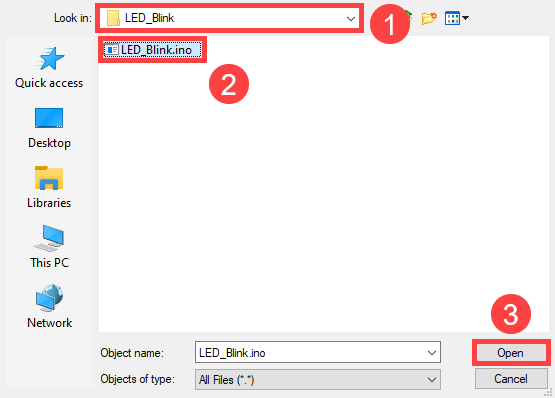 Look in: LED_Blink
1
LED_Blink.ino
2
Quick access
Desktop
Libraries
This PC
Network
3
Object name: LED_Blink.ino Open
Objects of type: All Files (*.*) Cancel